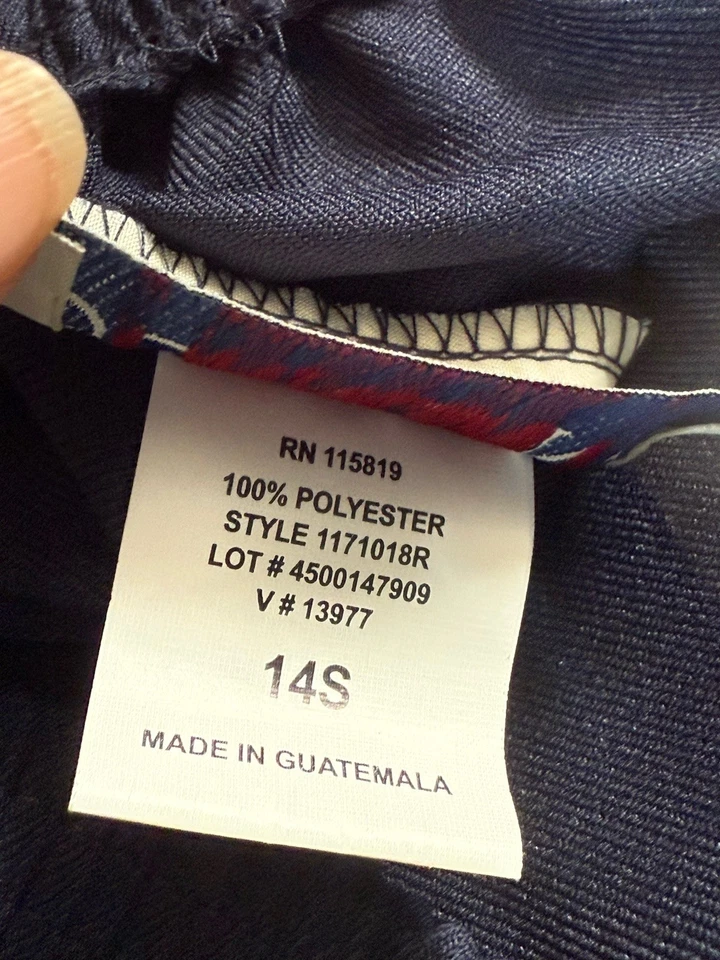 RN 115819
100% POLYESTER
STYLE 1171018R
LOT # 4500147909
V # 13977
14S
MADE IN GUATEMALA